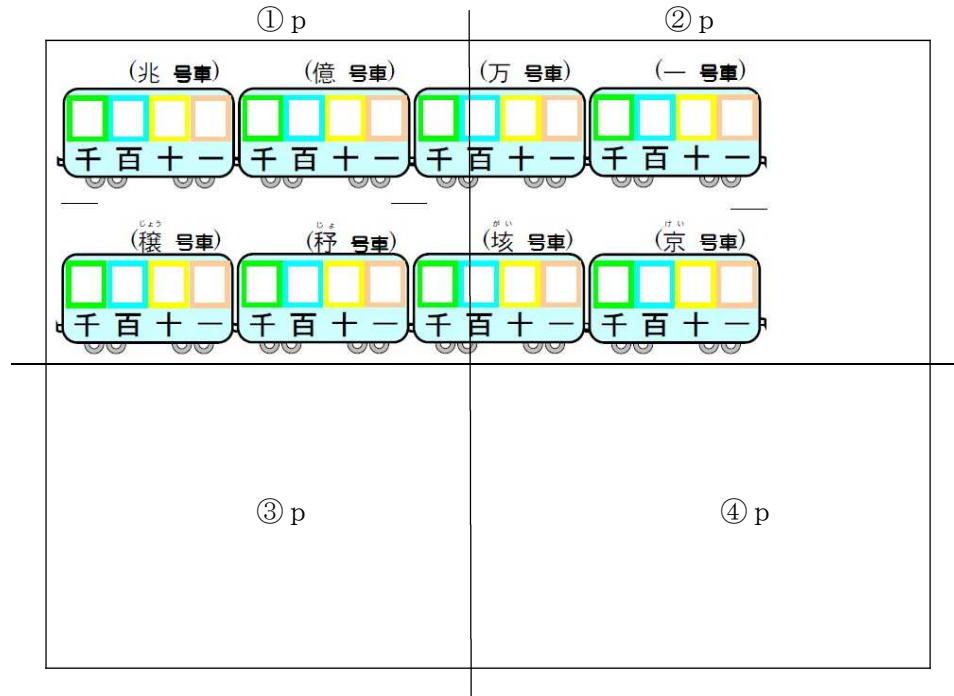 ① p ② p
(兆 号車) (億 号車) (万 号車) (一 号車)
千 百 十 一 千 百 十 一 千 百 十 一 千 百 十 一
じょう じょ がい けい
(穣 号車) (𥝱 号車) (垓 号車) (京 号車)
千 百 十 一 千 百 十 一 千 百 十 一 千 百 十 一
③ p ④ p